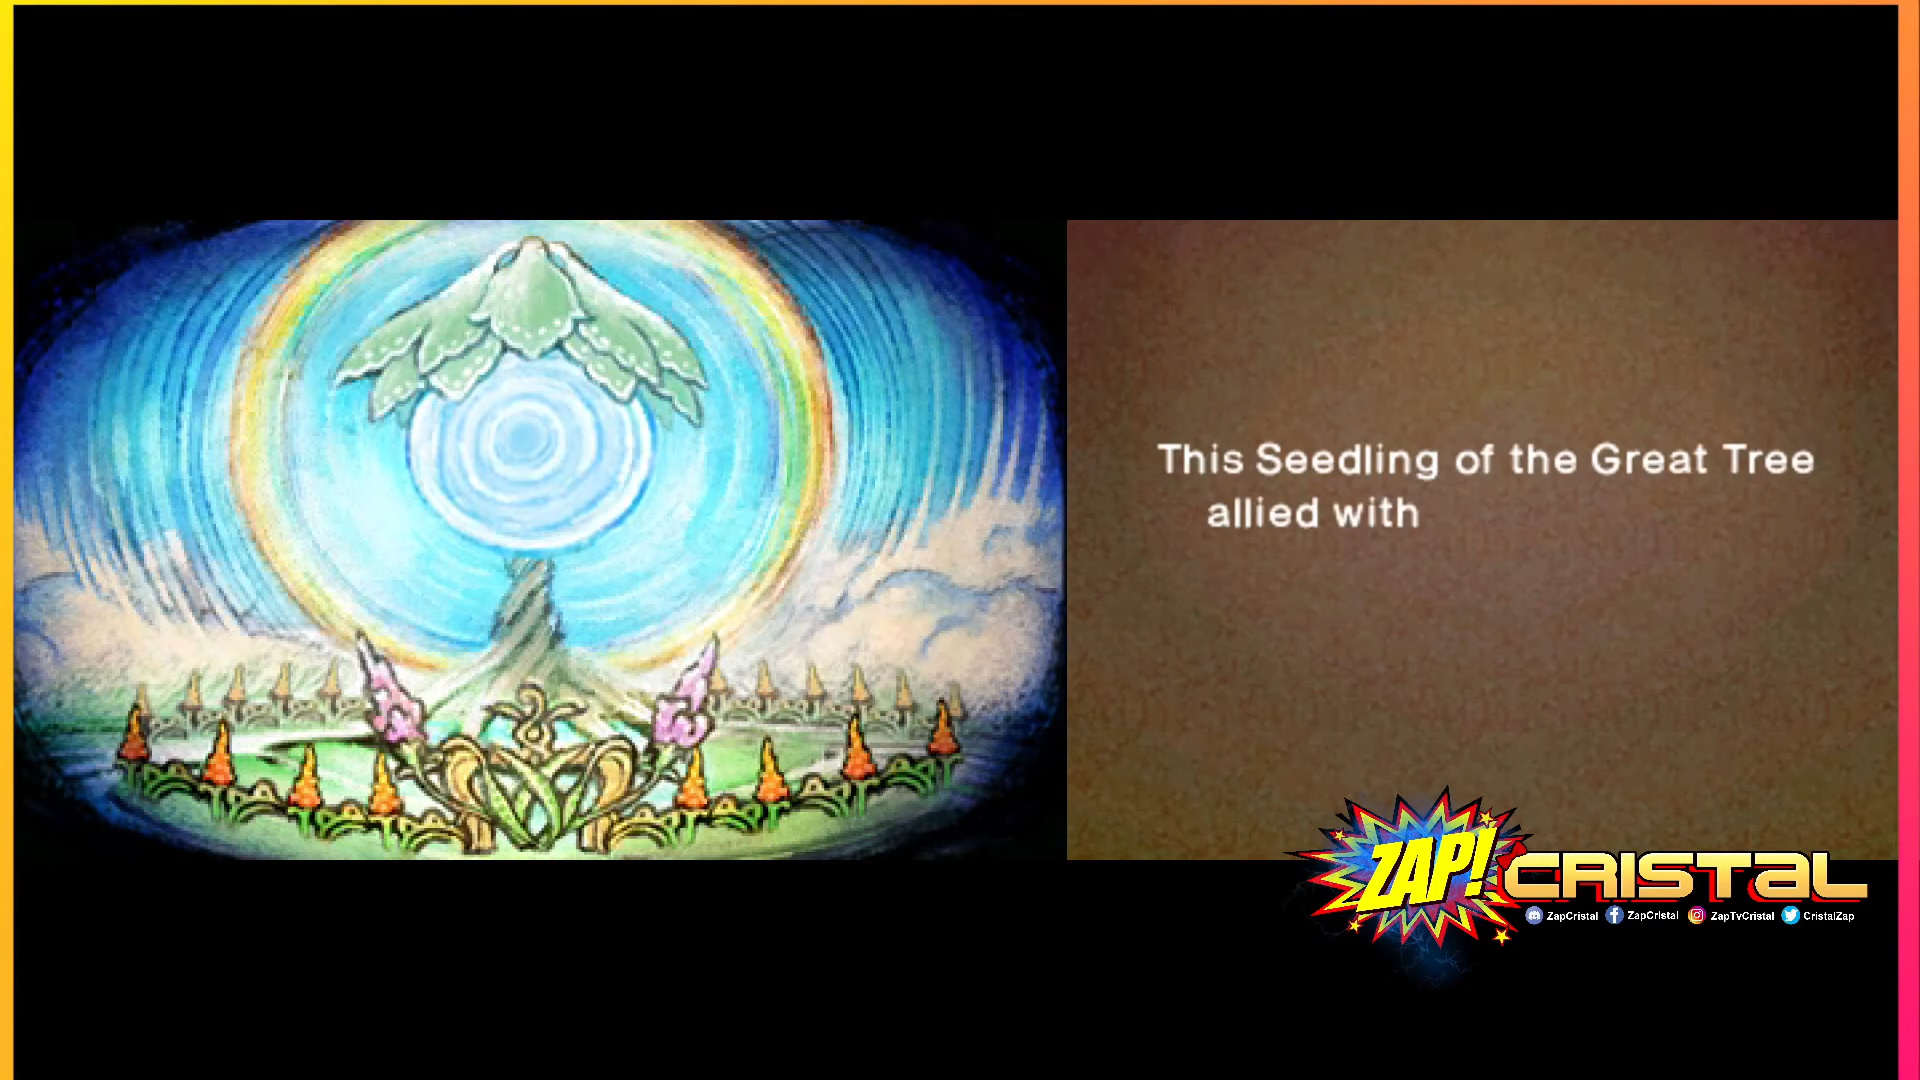 This Seedling of the Great Tree
allied with
ZAP! CRISTaL
ZapCristal ZapCristal ZapTvCristal CristalZap